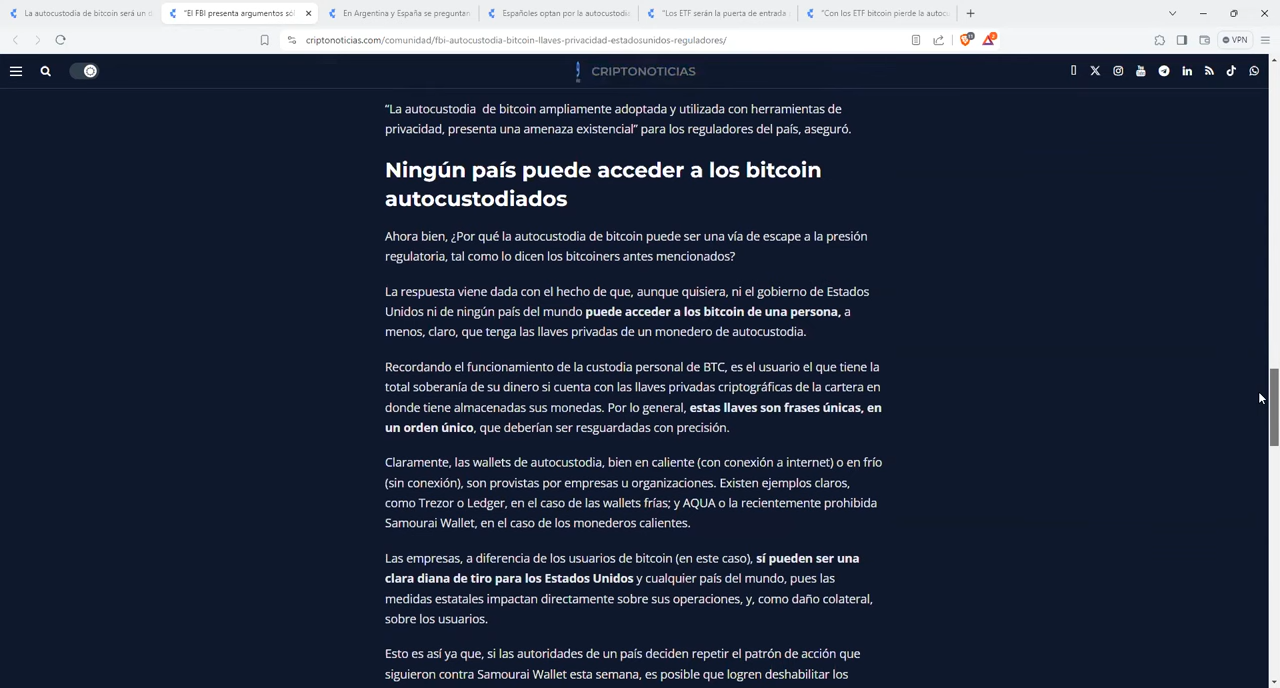 La autocustodia de bitcoin será un d
"El FBI presenta argumentos sól
En Argentina y España se preguntan
Españoles optan por la autocustodia
"Los ETF serán la puerta de entrada
"Con los ETF bitcoin pierde la autoc
criptonoticias.com/comunidad/fbi-autocustodia-bitcoin-llaves-privacidad-estadosunidos-reguladores/
VPN
CRIPTONOTICIAS
“La autocustodia de bitcoin ampliamente adoptada y utilizada con herramientas de
privacidad, presenta una amenaza existencial” para los reguladores del país, aseguró.
Ningún país puede acceder a los bitcoin
autocustodiados
Ahora bien, ¿Por qué la autocustodia de bitcoin puede ser una vía de escape a la presión
regulatoria, tal como lo dicen los bitcoiners antes mencionados?
La respuesta viene dada con el hecho de que, aunque quisiera, ni el gobierno de Estados
Unidos ni de ningún país del mundo puede acceder a los bitcoin de una persona, a
menos, claro, que tenga las llaves privadas de un monedero de autocustodia.
Recordando el funcionamiento de la custodia personal de BTC, es el usuario el que tiene la
total soberanía de su dinero si cuenta con las llaves privadas criptográficas de la cartera en
donde tiene almacenadas sus monedas. Por lo general, estas llaves son frases únicas, en
un orden único, que deberían ser resguardadas con precisión.
Claramente, las wallets de autocustodia, bien en caliente (con conexión a internet) o en frío
(sin conexión), son provistas por empresas u organizaciones. Existen ejemplos claros,
como Trezor o Ledger, en el caso de las wallets frías; y AQUA o la recientemente prohibida
Samourai Wallet, en el caso de los monederos calientes.
Las empresas, a diferencia de los usuarios de bitcoin (en este caso), sí pueden ser una
clara diana de tiro para los Estados Unidos y cualquier país del mundo, pues las
medidas estatales impactan directamente sobre sus operaciones, y, como daño colateral,
sobre los usuarios.
Esto es así ya que, si las autoridades de un país deciden repetir el patrón de acción que
siguieron contra Samourai Wallet esta semana, es posible que logren deshabilitar los